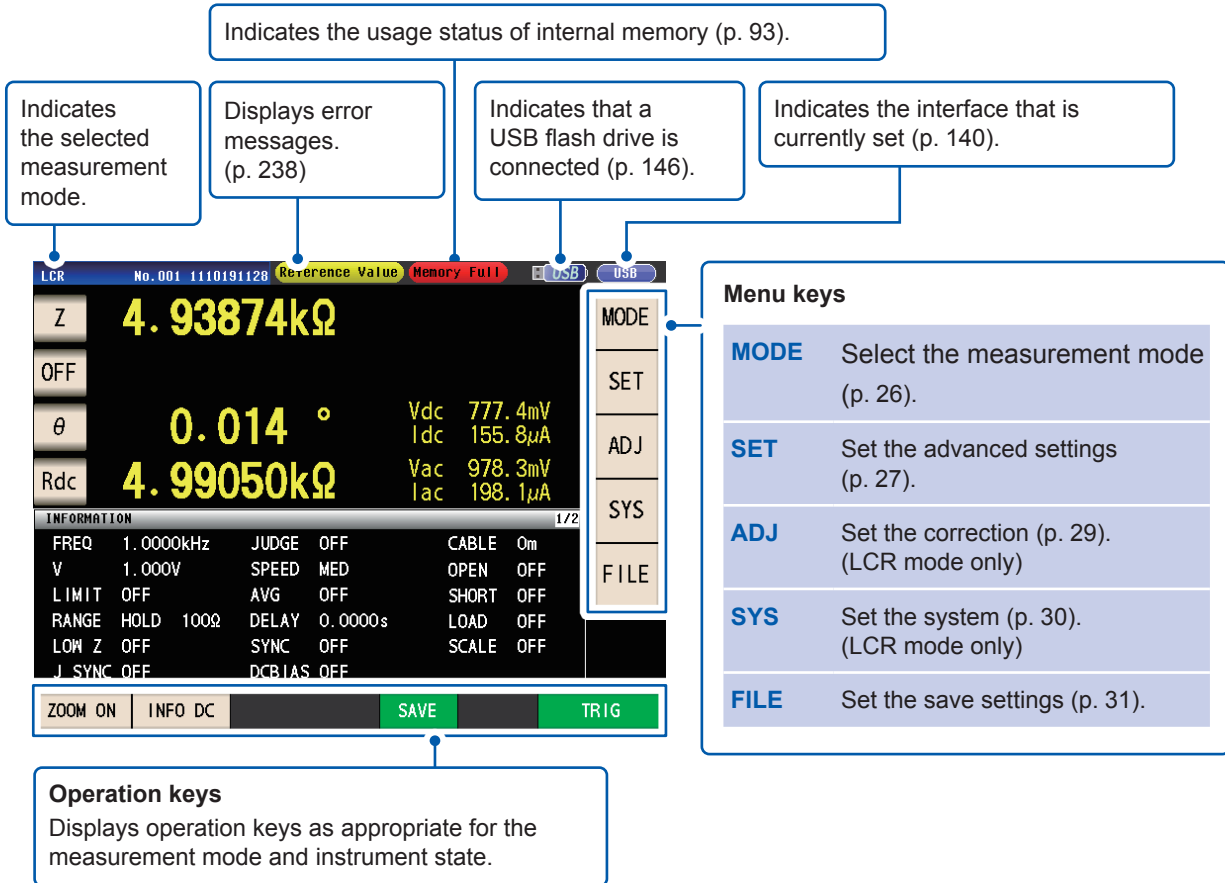 Indicates the usage status of internal memory (p. 93).
Indicates
the selected
measurement
mode.
Displays error
messages.
(p. 238)
Indicates that a
USB flash drive is
connected (p. 146).
Indicates the interface that is
currently set (p. 140).
LCR No.001 1110191128 Reference Value Memory Full USB USB
Z 4.93874kΩ
OFF
θ 0.014 °
Vdc 777.4mV
Idc 155.8μA
Rdc 4.99050kΩ
Vac 978.3mV
Iac 198.1μA
INFORMATION 1/2
FREQ 1.0000kHz JUDGE OFF CABLE 0m
V 1.000V SPEED MED OPEN OFF
LIMIT OFF AVG OFF SHORT OFF
RANGE HOLD 100Ω DELAY 0.0000s LOAD OFF
LOW Z OFF SYNC OFF SCALE OFF
J SYNC OFF DCBIAS OFF
MODE
SET
ADJ
SYS
FILE
ZOOM ON INFO DC SAVE TRIG
Menu keys
MODE Select the measurement mode
(p. 26).
SET Set the advanced settings
(p. 27).
ADJ Set the correction (p. 29).
(LCR mode only)
SYS Set the system (p. 30).
(LCR mode only)
FILE Set the save settings (p. 31).
Operation keys
Displays operation keys as appropriate for the
measurement mode and instrument state.